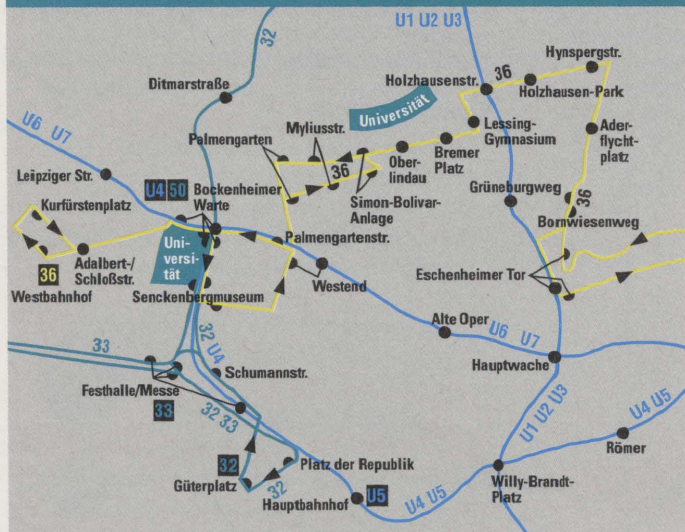 U1 U2 U3
32
Hynspergstr.
Ditmarstraße
Holzhausenstr.
36
Holzhausen-Park
Universität
U6 U7
Palmengarten
Myliusstr.
Lessing-
Gymnasium
Ader-
flycht-
platz
Ober-
lindau
Bremer
Platz
36
Leipziger Str.
U4 50
Bockenheimer
Warte
Simon-Bolivar-
Anlage
Grüneburgweg
36
Kurfürstenplatz
Bornwiesenweg
Uni-
versi-
tät
Palmengartenstr.
36
Westbahnhof
Adalbert-/
Schloßstr.
Westend
Eschenheimer Tor
Senckenbergmuseum
32 U4
Alte Oper
U6 U7
33
Hauptwache
Schumannstr.
Festhalle/Messe
33
32 33
U1 U2 U3
U4 U5
Römer
32
Güterplatz
Platz der Republik
32
Hauptbahnhof
U5
U4 U5
Willy-Brandt-
Platz